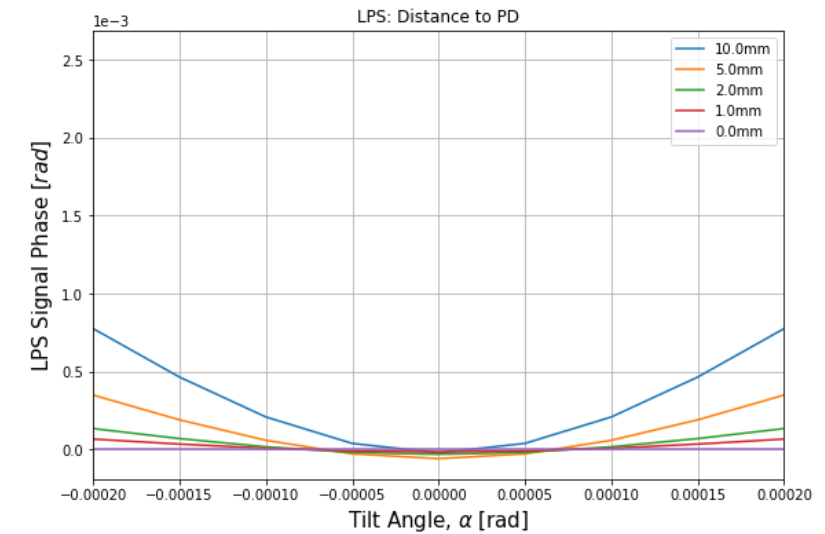 LPS: Distance to PD
1e−3
2.5
2.0
1.5
1.0
0.5
0.0
LPS Signal Phase [rad]
10.0mm
5.0mm
2.0mm
1.0mm
0.0mm
−0.00020 −0.00015 −0.00010 −0.00005 0.00000 0.00005 0.00010 0.00015 0.00020
Tilt Angle, α [rad]